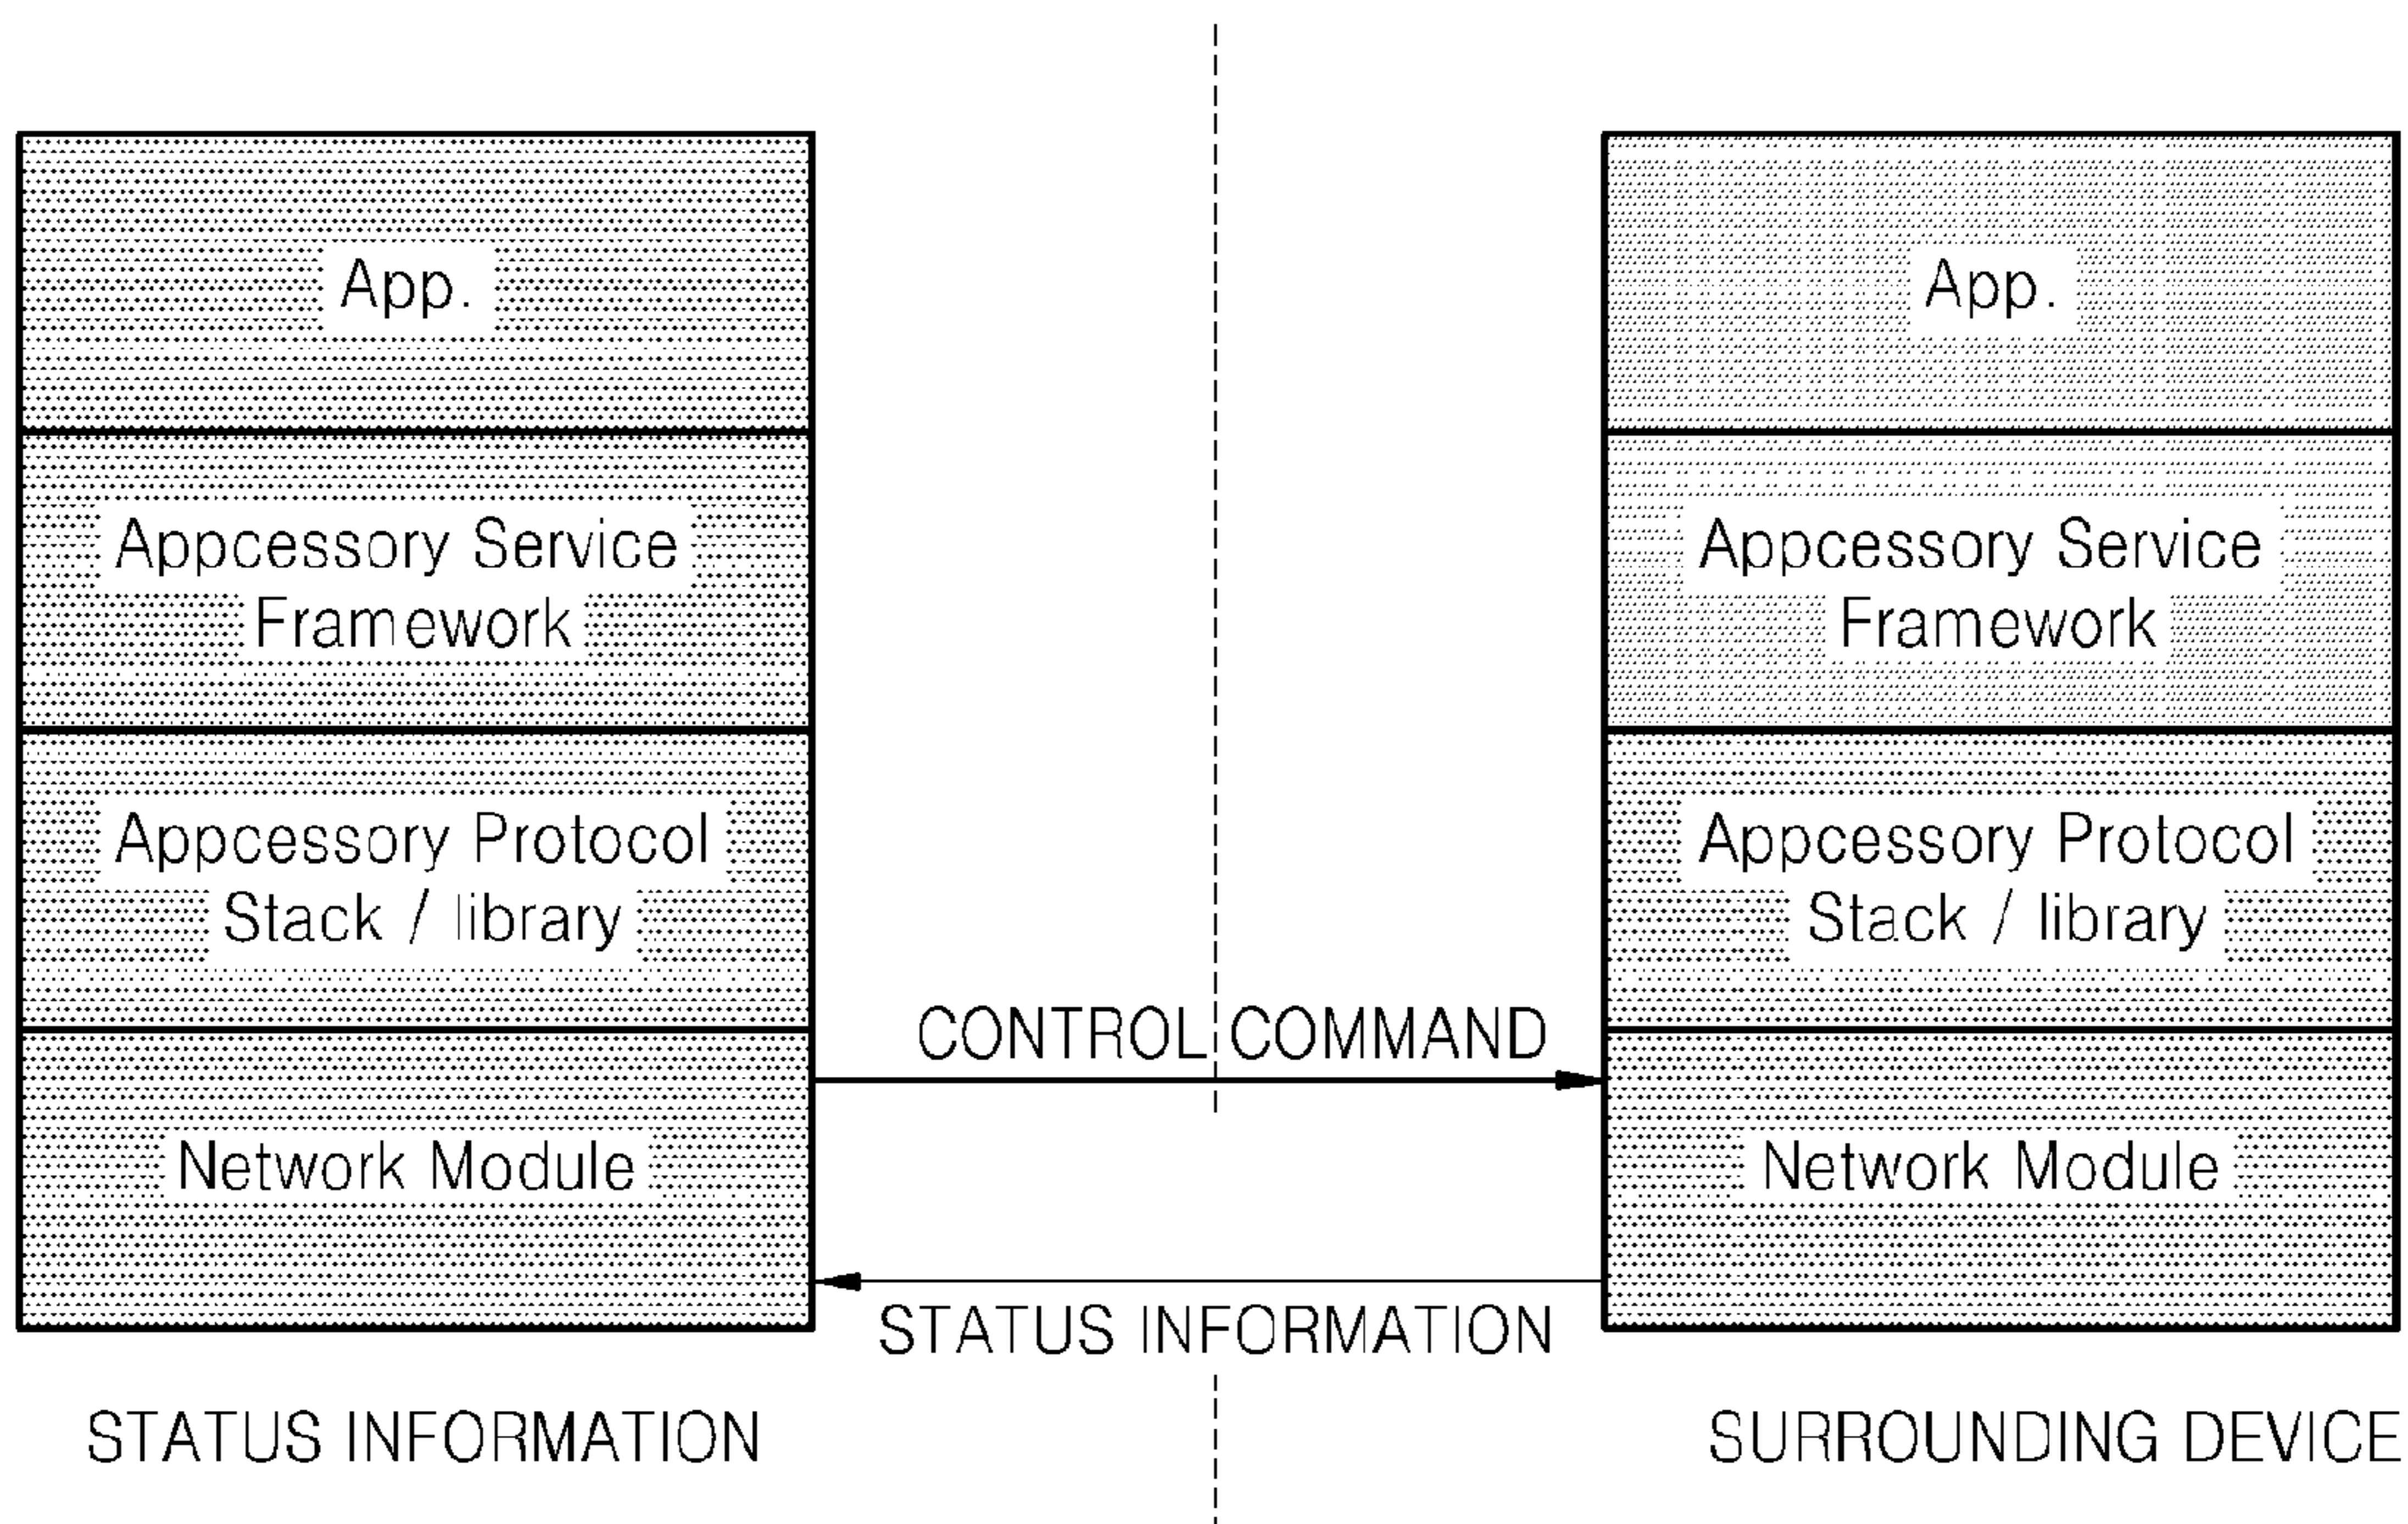 App.
Appcessory Service
Framework
Appcessory Protocol
Stack / library
Network Module
STATUS INFORMATION
CONTROL COMMAND
STATUS INFORMATION
App.
Appcessory Service
Framework
Appcessory Protocol
Stack / library
Network Module
SURROUNDING DEVICE